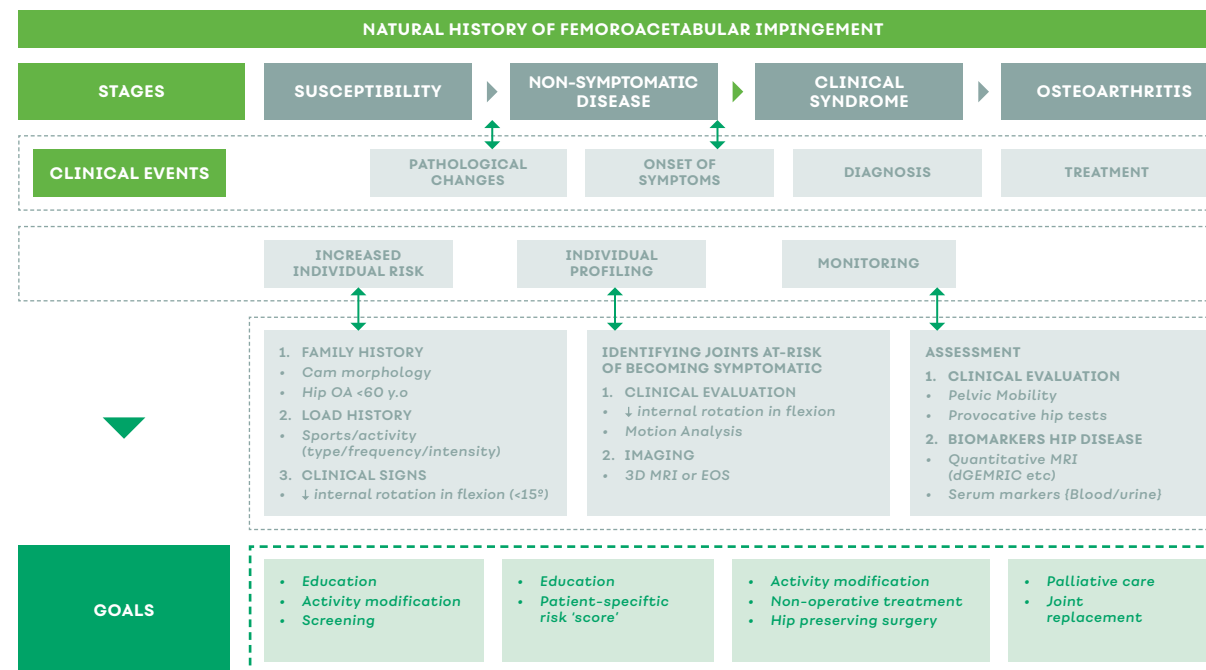 NATURAL HISTORY OF FEMOROACETABULAR IMPINGEMENT
STAGES
SUSCEPTIBILITY
NON-SYMPTOMATIC
DISEASE
CLINICAL
SYNDROME
OSTEOARTHRITIS
CLINICAL EVENTS
PATHOLOGICAL
CHANGES
ONSET OF
SYMPTOMS
DIAGNOSIS
TREATMENT
INCREASED
INDIVIDUAL RISK
INDIVIDUAL
PROFILING
MONITORING
1. FAMILY HISTORY
• Cam morphology
• Hip OA <60 y.o
2. LOAD HISTORY
• Sports/activity
(type/frequency/intensity)
3. CLINICAL SIGNS
• ↓ internal rotation in flexion (<15º)
IDENTIFYING JOINTS AT-RISK
OF BECOMING SYMPTOMATIC
1. CLINICAL EVALUATION
• ↓ internal rotation in flexion
• Motion Analysis
2. IMAGING
• 3D MRI or EOS
ASSESSMENT
1. CLINICAL EVALUATION
• Pelvic Mobility
• Provocative hip tests
2. BIOMARKERS HIP DISEASE
• Quantitative MRI
(dGEMRIC etc)
• Serum markers (Blood/urine)
GOALS
• Education
• Activity modification
• Screening
• Education
• Patient-speciftic
risk ‘score’
• Activity modification
• Non-operative treatment
• Hip preserving surgery
• Palliative care
• Joint
replacement